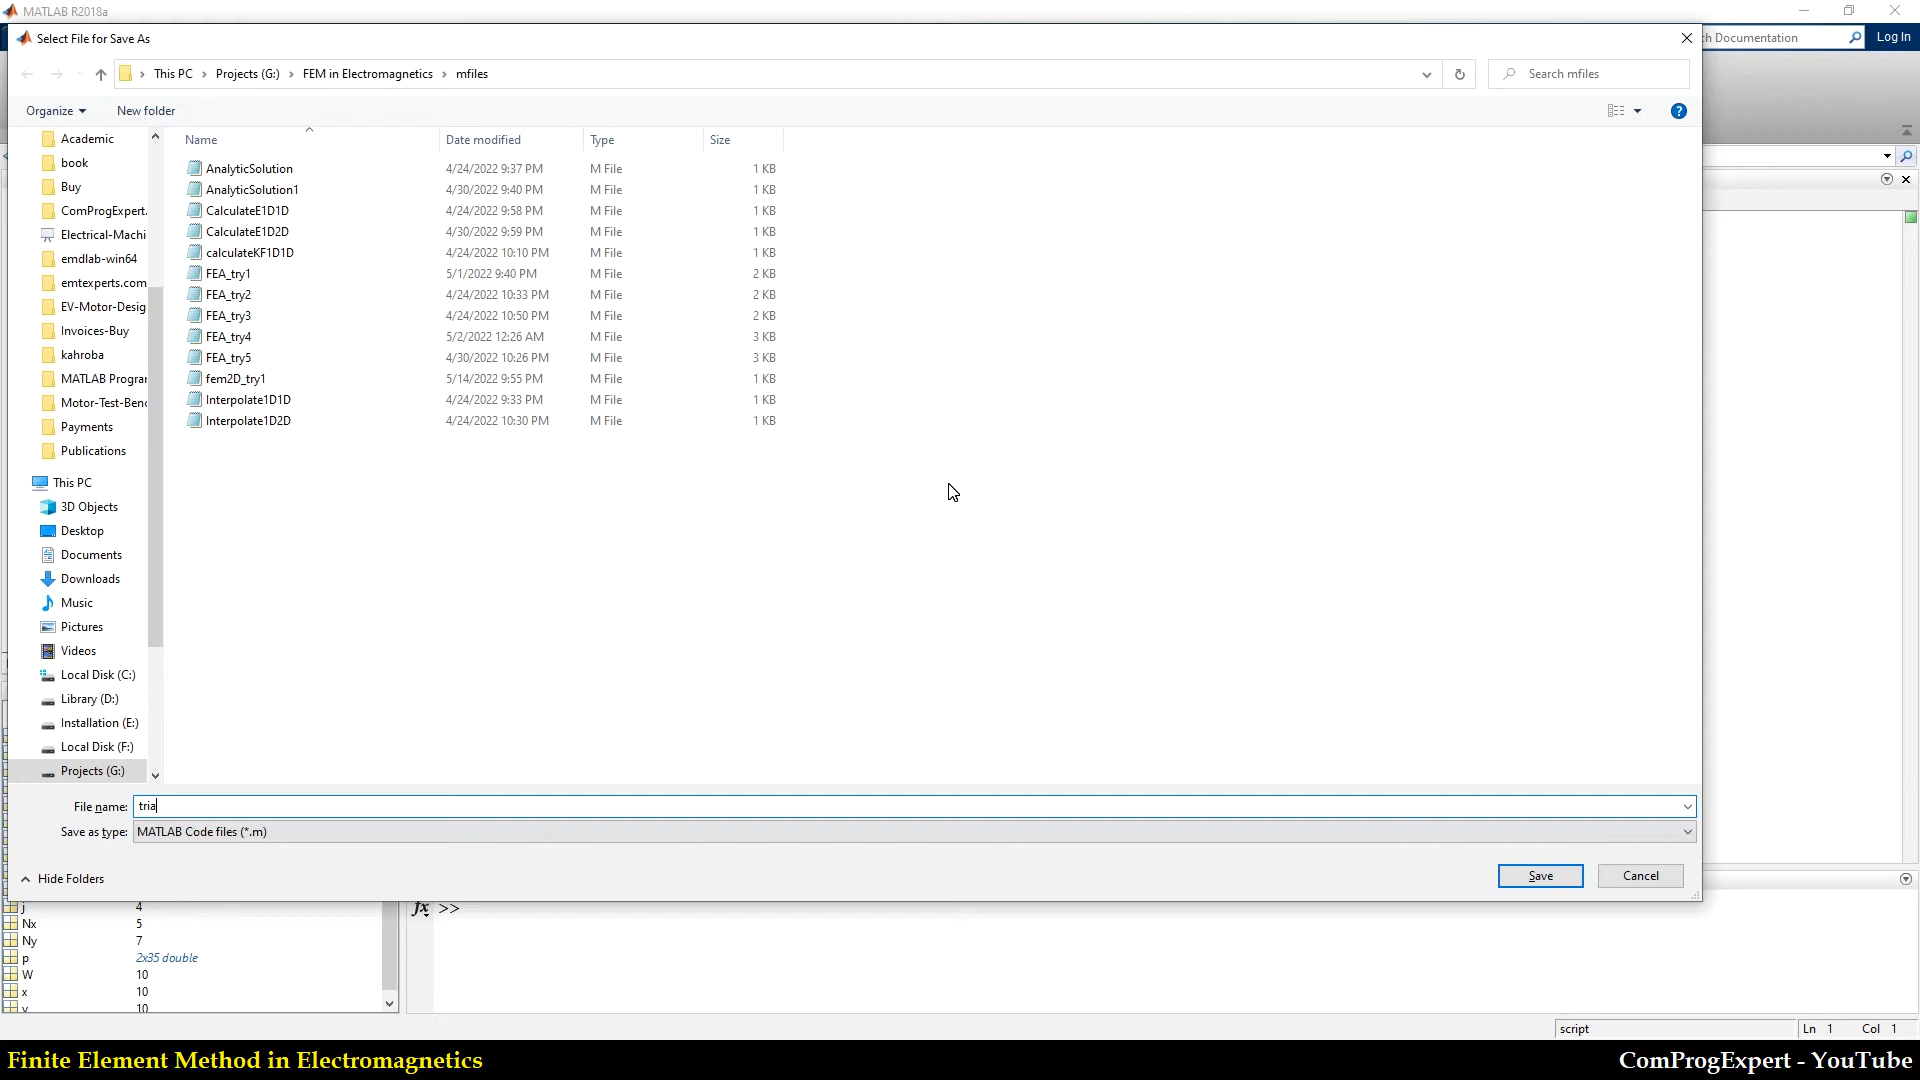 MATLAB R2018a
Select File for Save As
This PC > Projects (G:) > FEM in Electromagnetics > mfiles
Search mfiles
ch Documentation
Log In
Organize
New folder
Name Date modified Type Size
Academic
book
Buy
ComProgExpert.
Electrical-Machi
emdlab-win64
emtexperts.com
EV-Motor-Desig
Invoices-Buy
kahroba
MATLAB Prograr
Motor-Test-Benc
Payments
Publications
This PC
3D Objects
Desktop
Documents
Downloads
Music
Pictures
Videos
Local Disk (C:)
Library (D:)
Installation (E:)
Local Disk (F:)
Projects (G:)
AnalyticSolution 4/24/2022 9:37 PM M File 1 KB
AnalyticSolution1 4/30/2022 9:40 PM M File 1 KB
CalculateE1D1D 4/24/2022 9:58 PM M File 1 KB
CalculateE1D2D 4/30/2022 9:59 PM M File 1 KB
calculateKF1D1D 4/24/2022 10:10 PM M File 1 KB
FEA_try1 5/1/2022 9:40 PM M File 2 KB
FEA_try2 4/24/2022 10:33 PM M File 2 KB
FEA_try3 4/24/2022 10:50 PM M File 2 KB
FEA_try4 5/2/2022 12:26 AM M File 3 KB
FEA_try5 4/30/2022 10:26 PM M File 3 KB
fem2D_try1 5/14/2022 9:55 PM M File 1 KB
Interpolate1D1D 4/24/2022 9:33 PM M File 1 KB
Interpolate1D2D 4/24/2022 10:30 PM M File 1 KB
File name: tria
Save as type: MATLAB Code files (*.m)
Hide Folders
Save
Cancel
j 4
Nx 5
Ny 7
p 2x35 double
W 10
x 10
y 10
fx >>
script
Ln 1 Col 1
Finite Element Method in Electromagnetics
ComProgExpert - YouTube